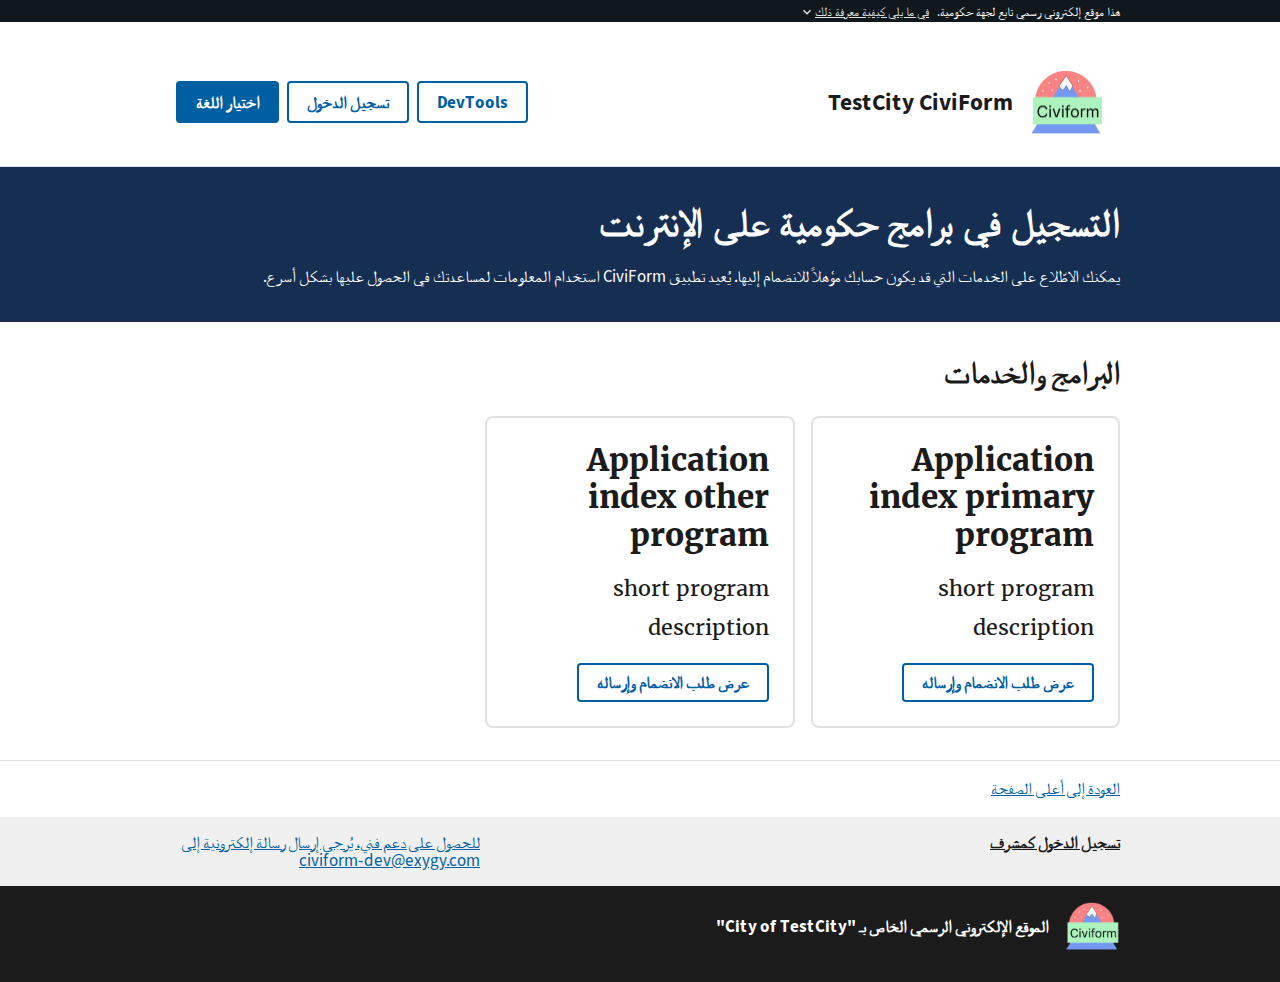 هذا موقع إلكتروني رسمي تابع لجهة حكومية. في ما يلي كيفية معرفة ذلك
Civiform
TestCity CiviForm
DevTools
تسجيل الدخول
اختيار اللغة
التسجيل في برامج حكومية على الإنترنت
يمكنك الاطّلاع على الخدمات التي قد يكون حسابك مؤهلاً للانضمام إليها. يُعيد تطبيق CiviForm استخدام المعلومات لمساعدتك في الحصول عليها بشكل أسرع.
البرامج والخدمات
Application
index primary
program
short program
description
عرض طلب الانضمام وإرساله
Application
index other
program
short program
description
عرض طلب الانضمام وإرساله
العودة إلى أعلى الصفحة
تسجيل الدخول كمشرف
للحصول على دعم فني، يُرجى إرسال رسالة إلكترونية إلى
civiform-dev@exygy.com
Civiform
الموقع الإلكتروني الرسمي الخاص بـ "City of TestCity"